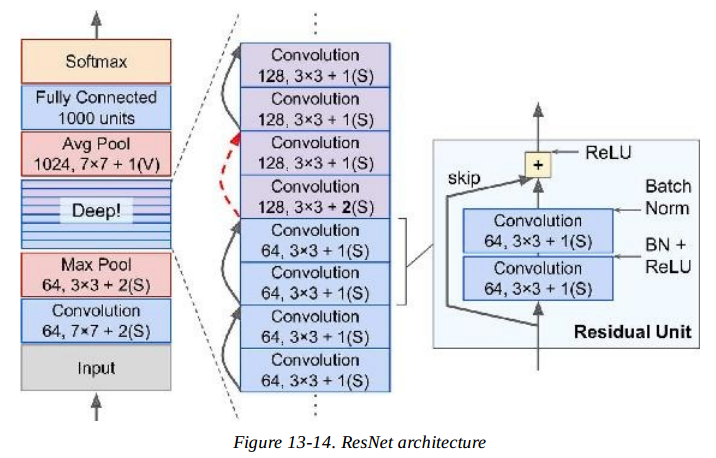 Softmax
Fully Connected
1000 units
Avg Pool
1024, 7×7 + 1(V)
Deep!
Max Pool
64, 3×3 + 2(S)
Convolution
64, 7×7 + 2(S)
Input
Convolution
128, 3×3 + 1(S)
Convolution
128, 3×3 + 1(S)
Convolution
128, 3×3 + 1(S)
Convolution
128, 3×3 + 2(S)
Convolution
64, 3×3 + 1(S)
Convolution
64, 3×3 + 1(S)
Convolution
64, 3×3 + 1(S)
Convolution
64, 3×3 + 1(S)
+
ReLU
skip
Batch
Norm
Convolution
64, 3×3 + 1(S)
BN +
ReLU
Convolution
64, 3×3 + 1(S)
Residual Unit
Figure 13-14. ResNet architecture